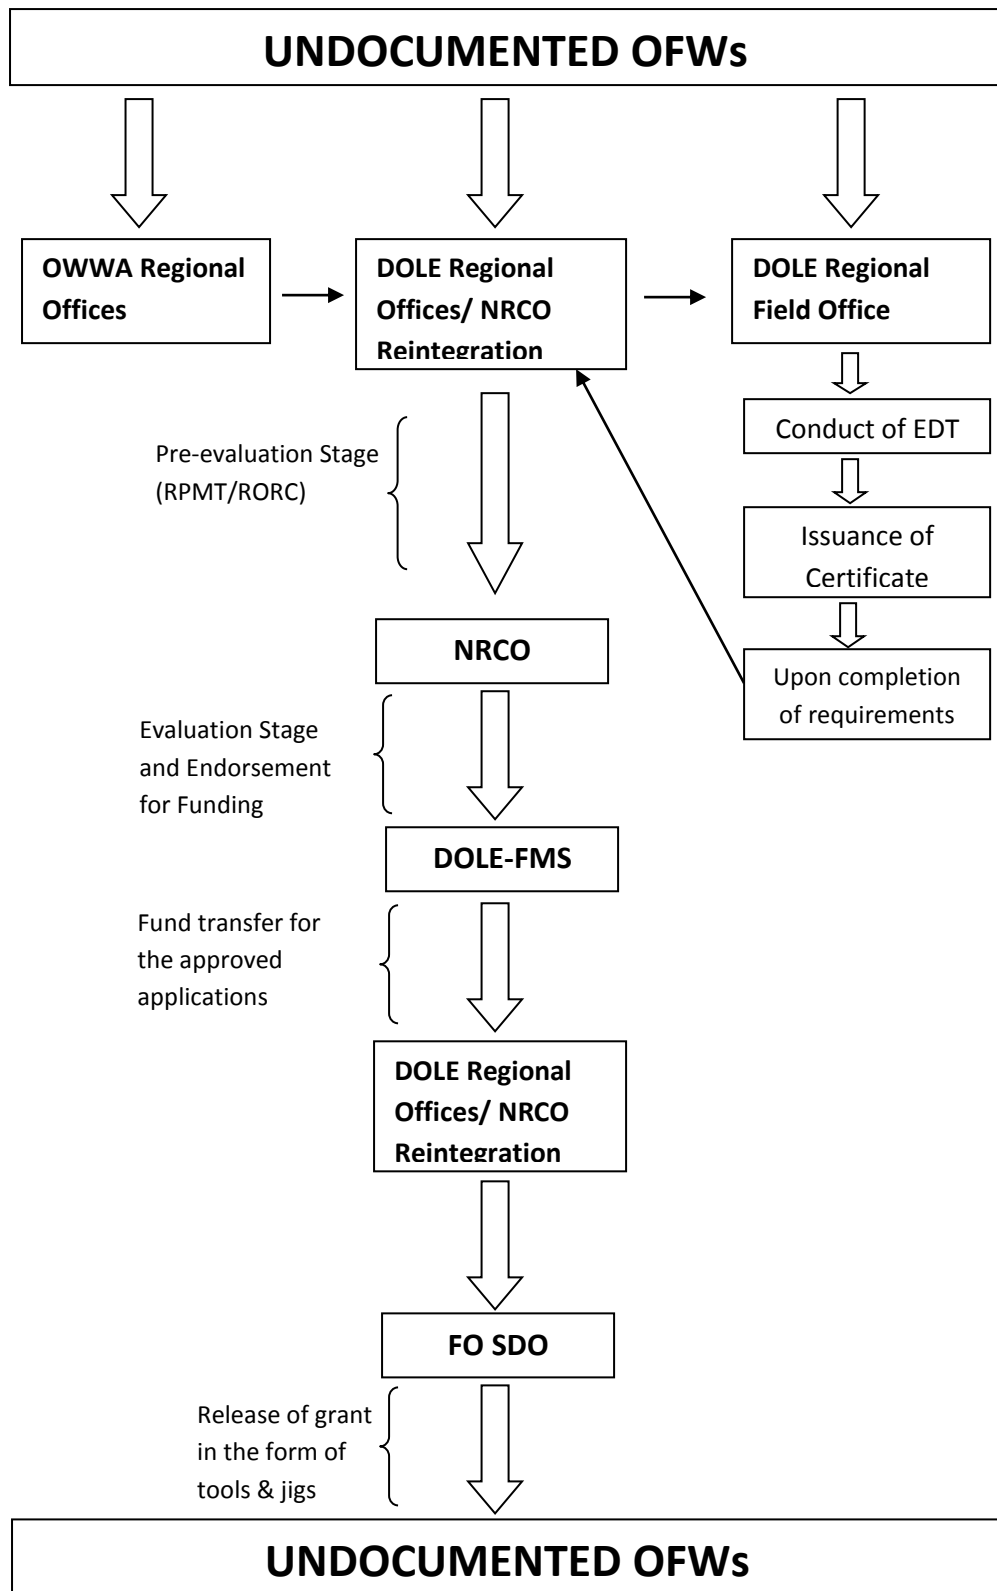 UNDOCUMENTED OFWs
OWWA Regional
Offices
DOLE Regional
Offices/ NRCO
Reintegration
DOLE Regional
Field Office
Conduct of EDT
Issuance of
Certificate
Upon completion
of requirements
Pre-evaluation Stage
(RPMT/RORC)
NRCO
Evaluation Stage
and Endorsement
for Funding
DOLE-FMS
Fund transfer for
the approved
applications
DOLE Regional
Offices/ NRCO
Reintegration
FO SDO
Release of grant
in the form of
tools & jigs
UNDOCUMENTED OFWs